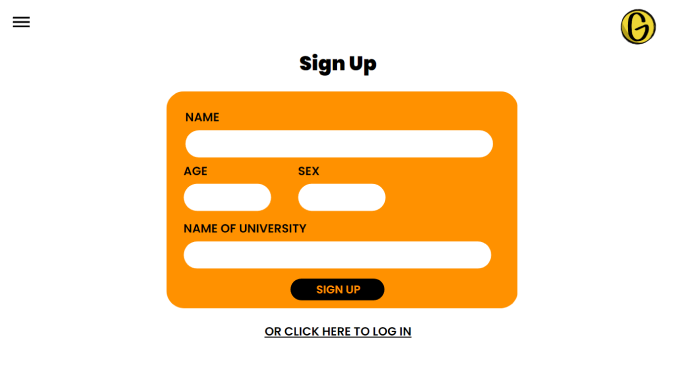 G
Sign Up
NAME
AGE
SEX
NAME OF UNIVERSITY
SIGN UP
OR CLICK HERE TO LOG IN